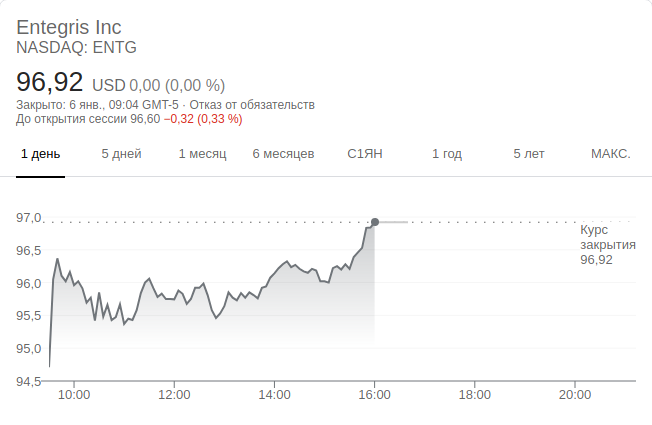 Entegris Inc
NASDAQ: ENTG
96,92 USD 0,00 (0,00 %)
Закрыто: 6 янв., 09:04 GMT-5 · Отказ от обязательств
До открытия сессии 96,60 −0,32 (0,33 %)
1 день 5 дней 1 месяц 6 месяцев С1ЯН 1 год 5 лет МАКС.
97,0
Курс
закрытия
96,92
96,5
96,0
95,5
95,0
94,5
10:00 12:00 14:00 16:00 18:00 20:00